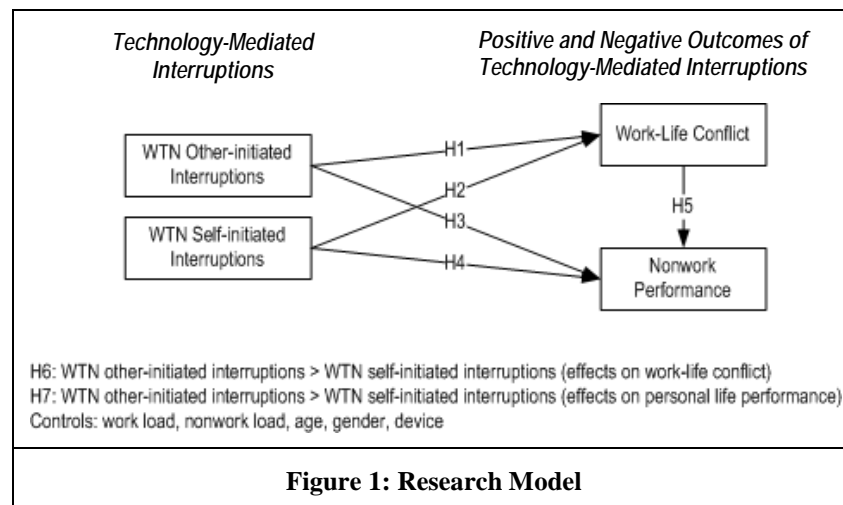 Technology-Mediated
Interruptions
Positive and Negative Outcomes of
Technology-Mediated Interruptions
WTN Other-initiated
Interruptions
WTN Self-initiated
Interruptions
H1
H2
H3
H4
Work-Life Conflict
H5
Nonwork
Performance
H6: WTN other-initiated interruptions > WTN self-initiated interruptions (effects on work-life conflict)
H7: WTN other-initiated interruptions > WTN self-initiated interruptions (effects on personal life performance)
Controls: work load, nonwork load, age, gender, device
Figure 1: Research Model